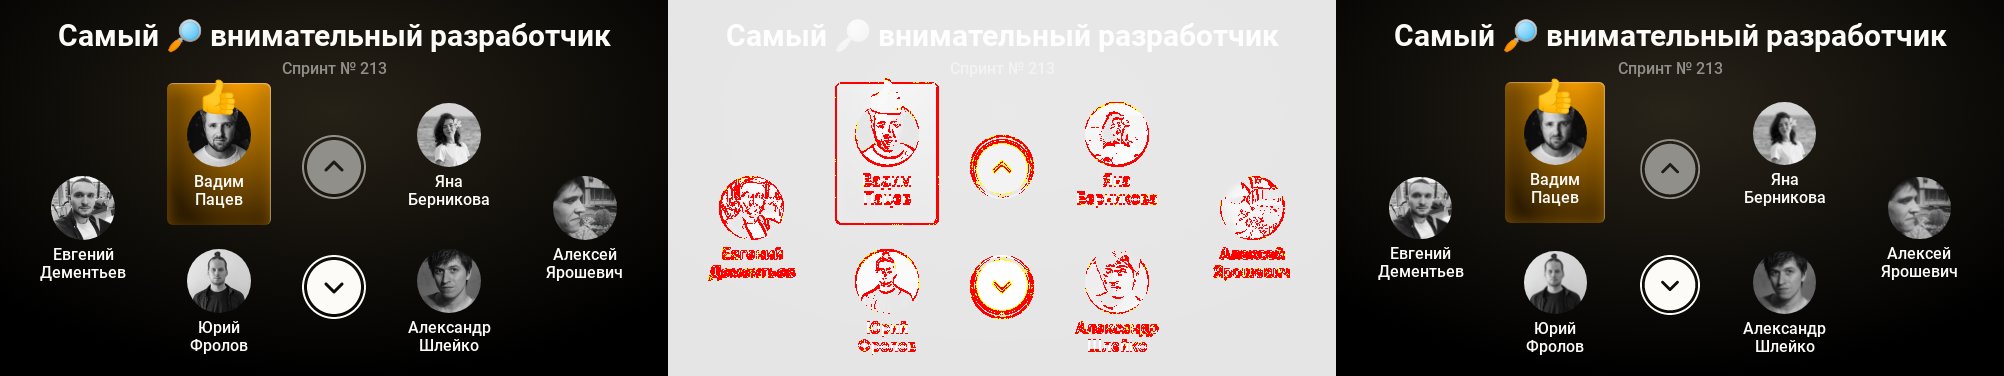 Самый 🔎 внимательный разработчик
Спринт № 213
Вадим
Пацев
Яна
Берникова
Евгений
Дементьев
Алексей
Ярошевич
Юрий
Фролов
Александр
Шлейко
Самый 🔎 внимательный разработчик
Спринт № 213
Вадим
Пацев
Яна
Берникова
Евгений
Дементьев
Алексей
Ярошевич
Юрий
Фролов
Александр
Шлейко
Самый 🔎 внимательный разработчик
Спринт № 213
Вадим
Пацев
Яна
Берникова
Евгений
Дементьев
Алексей
Ярошевич
Юрий
Фролов
Александр
Шлейко